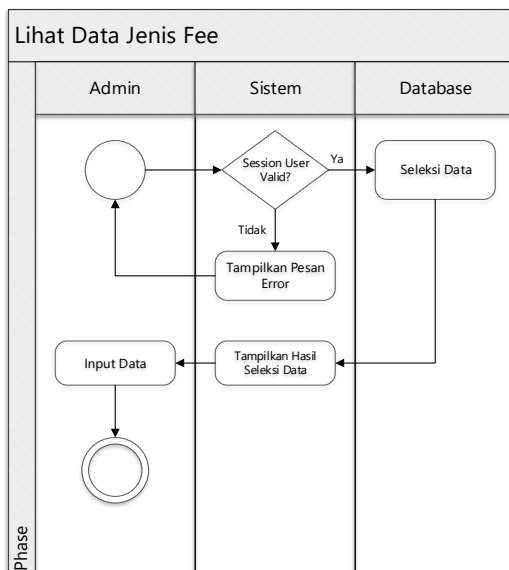 Lihat Data Jenis Fee
Admin
Sistem
Database
Session User
Valid?
Ya
Seleksi Data
Tidak
Tampilkan Pesan
Error
Input Data
Tampilkan Hasil
Seleksi Data
Phase